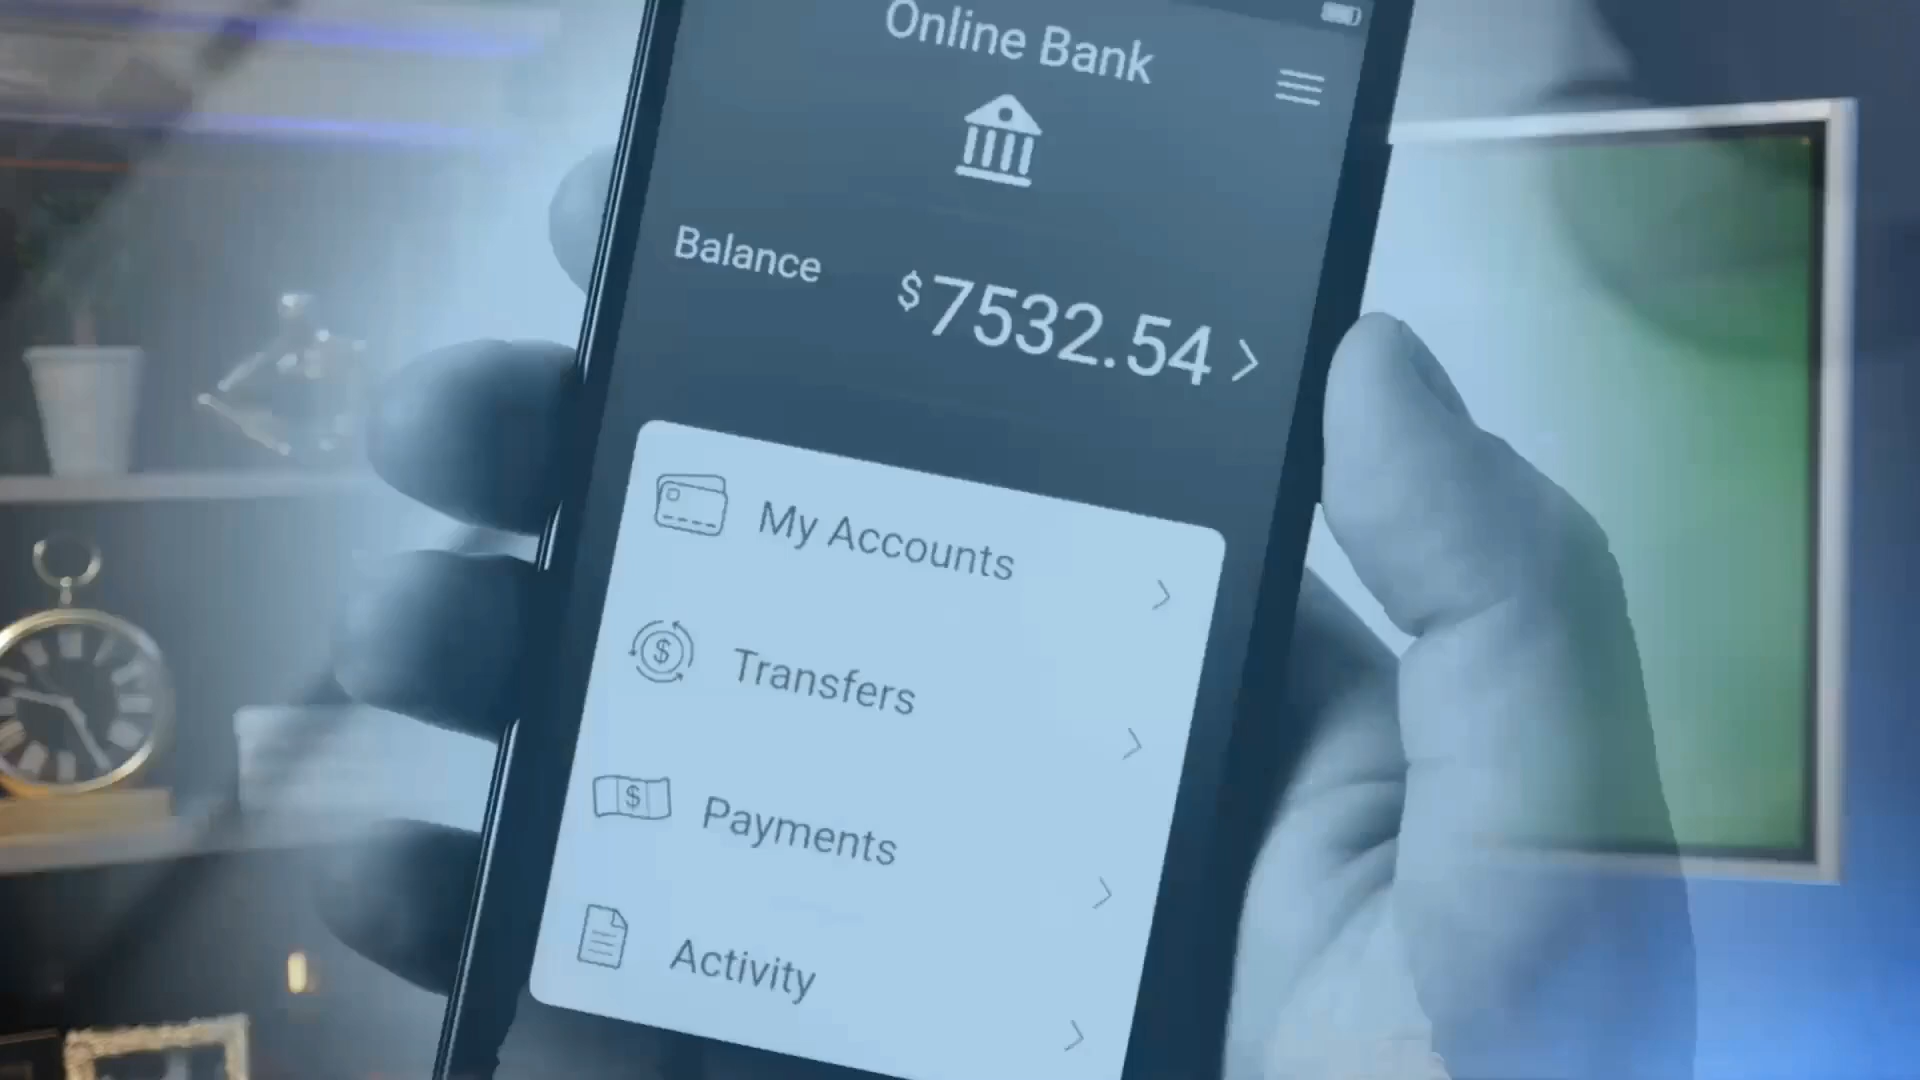 Online Bank
Balance $7532.54
My Accounts
Transfers
Payments
Activity